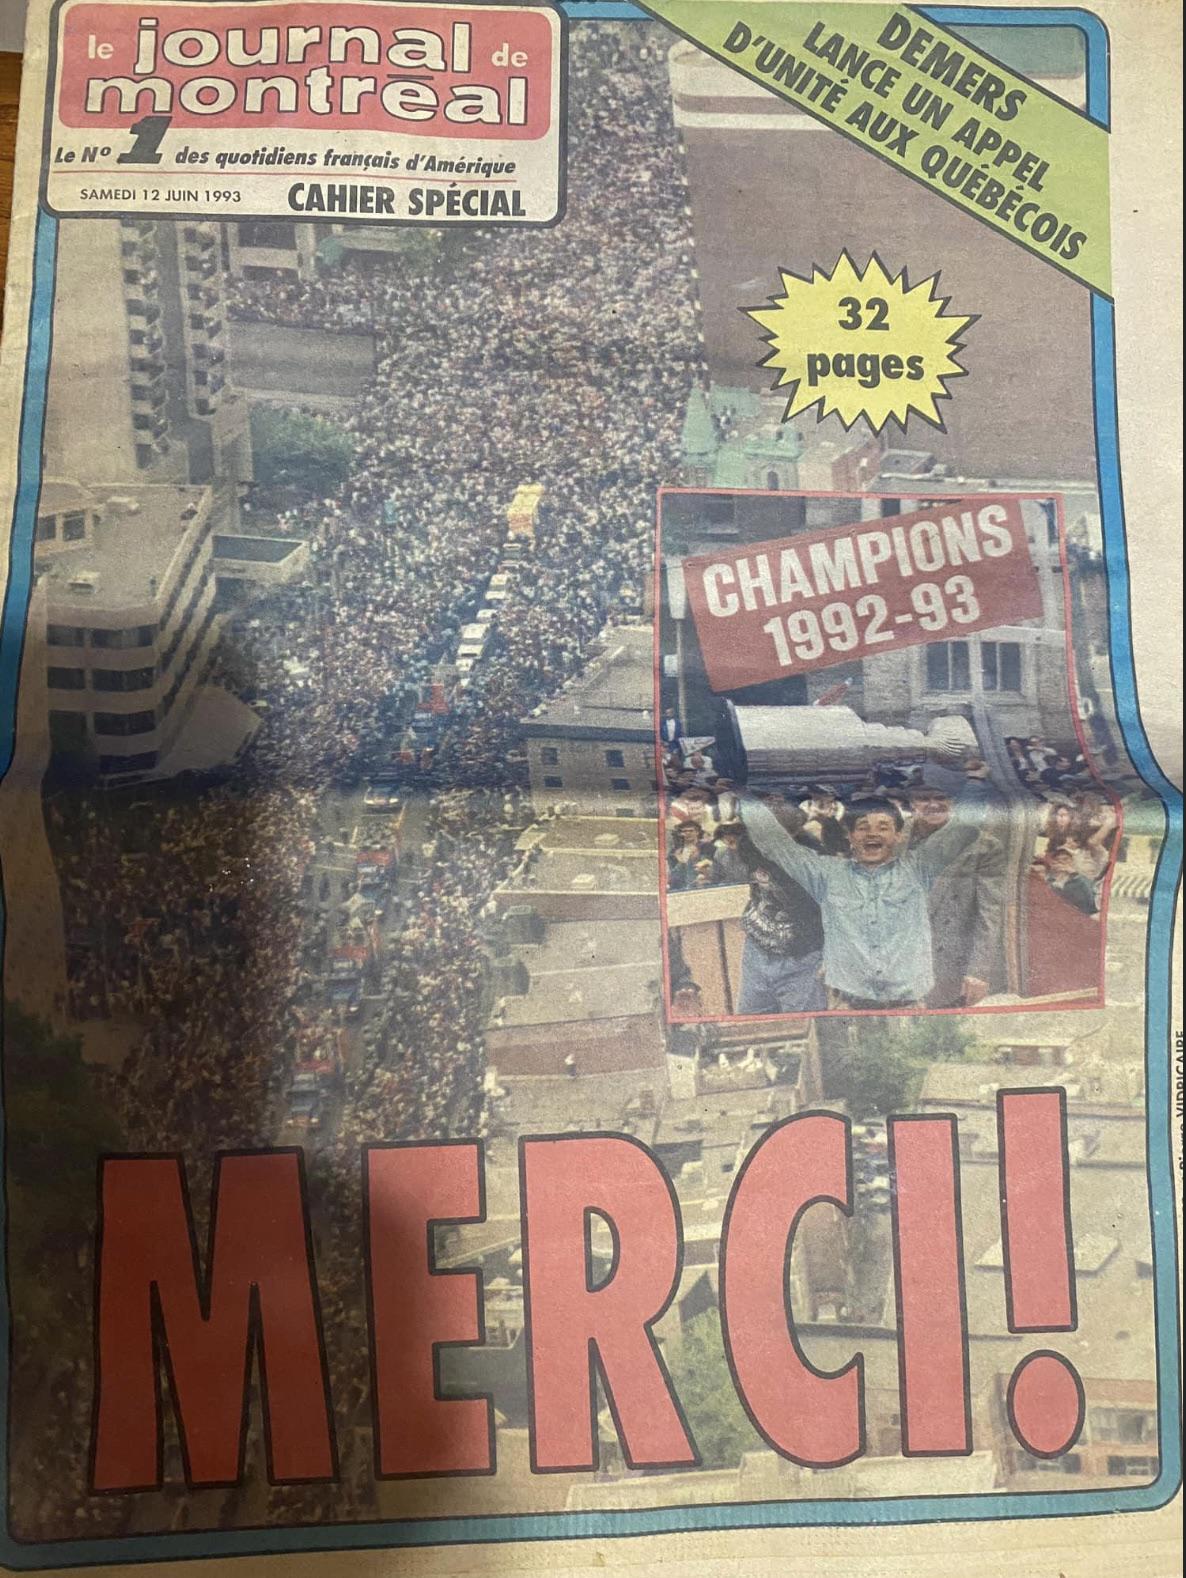 le journal de
montréal
Le Nº 1 des quotidiens français d'Amérique
SAMEDI 12 JUIN 1993 CAHIER SPÉCIAL
DEMERS
LANCE UN APPEL
D'UNITÉ AUX QUÉBÉCOIS
32
pages
CHAMPIONS
1992-93
MERCI!